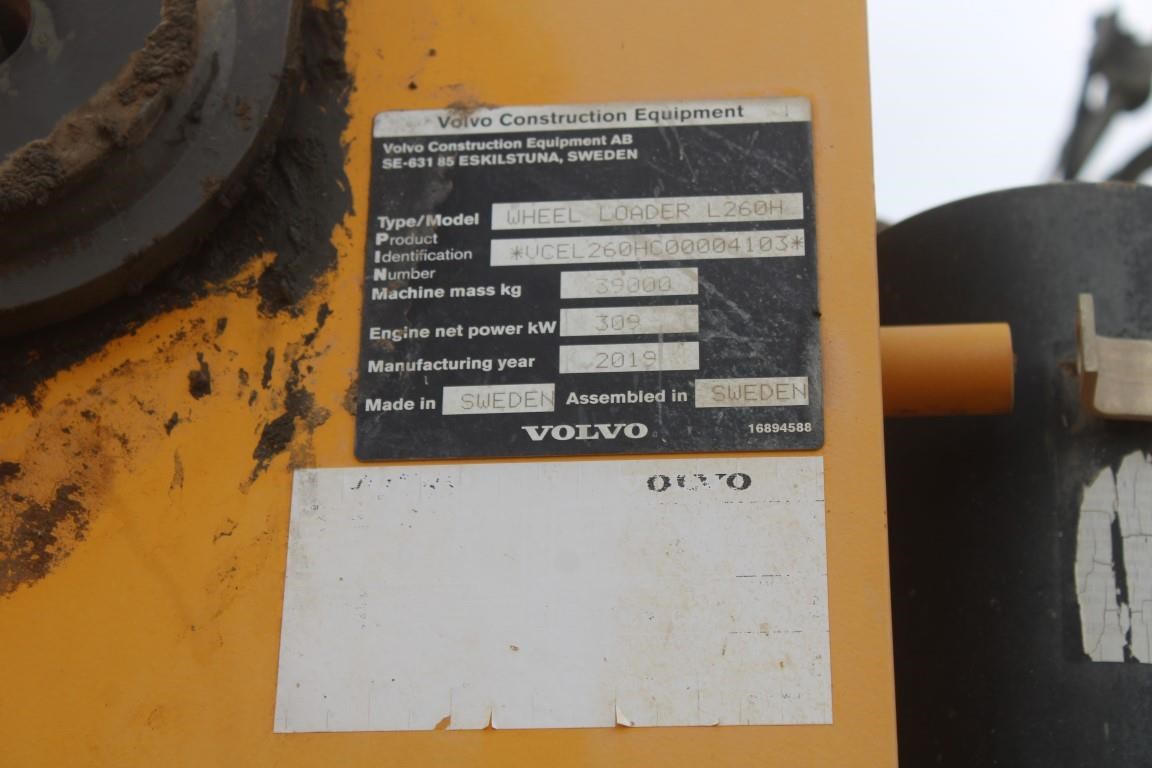 Volvo Construction Equipment
Volvo Construction Equipment AB
SE-631 85 ESKILSTUNA, SWEDEN
Type/Model WHEEL LOADER L260H
Product
Identification *VCEL260HC00004103*
Number
Machine mass kg 39000
Engine net power kW 309
Manufacturing year 2019
Made in SWEDEN Assembled in SWEDEN
VOLVO
16894588